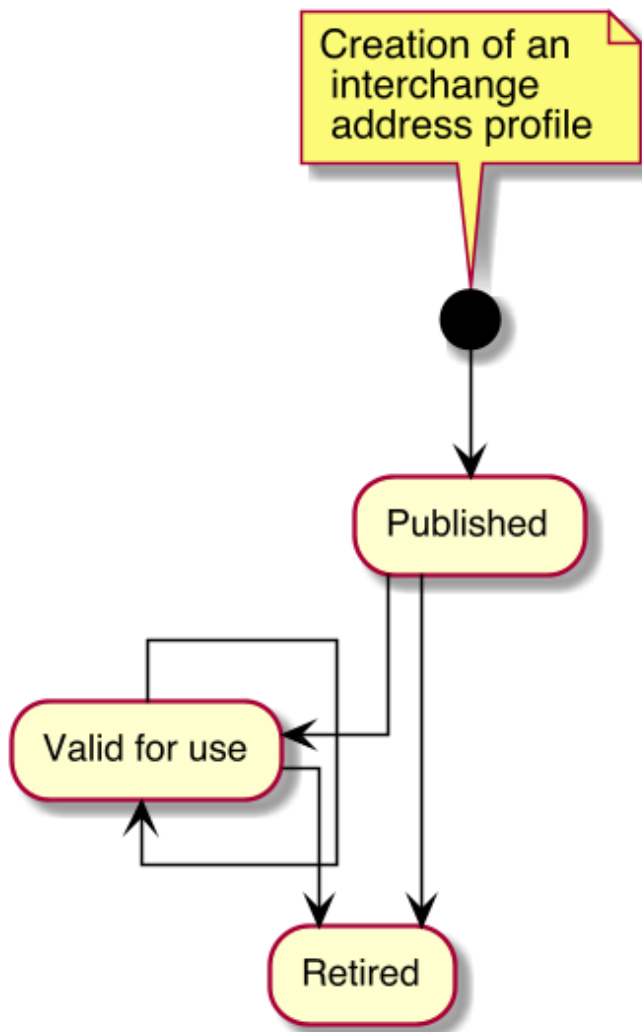 Creation of an
interchange
address profile
Published
Valid for use
Retired